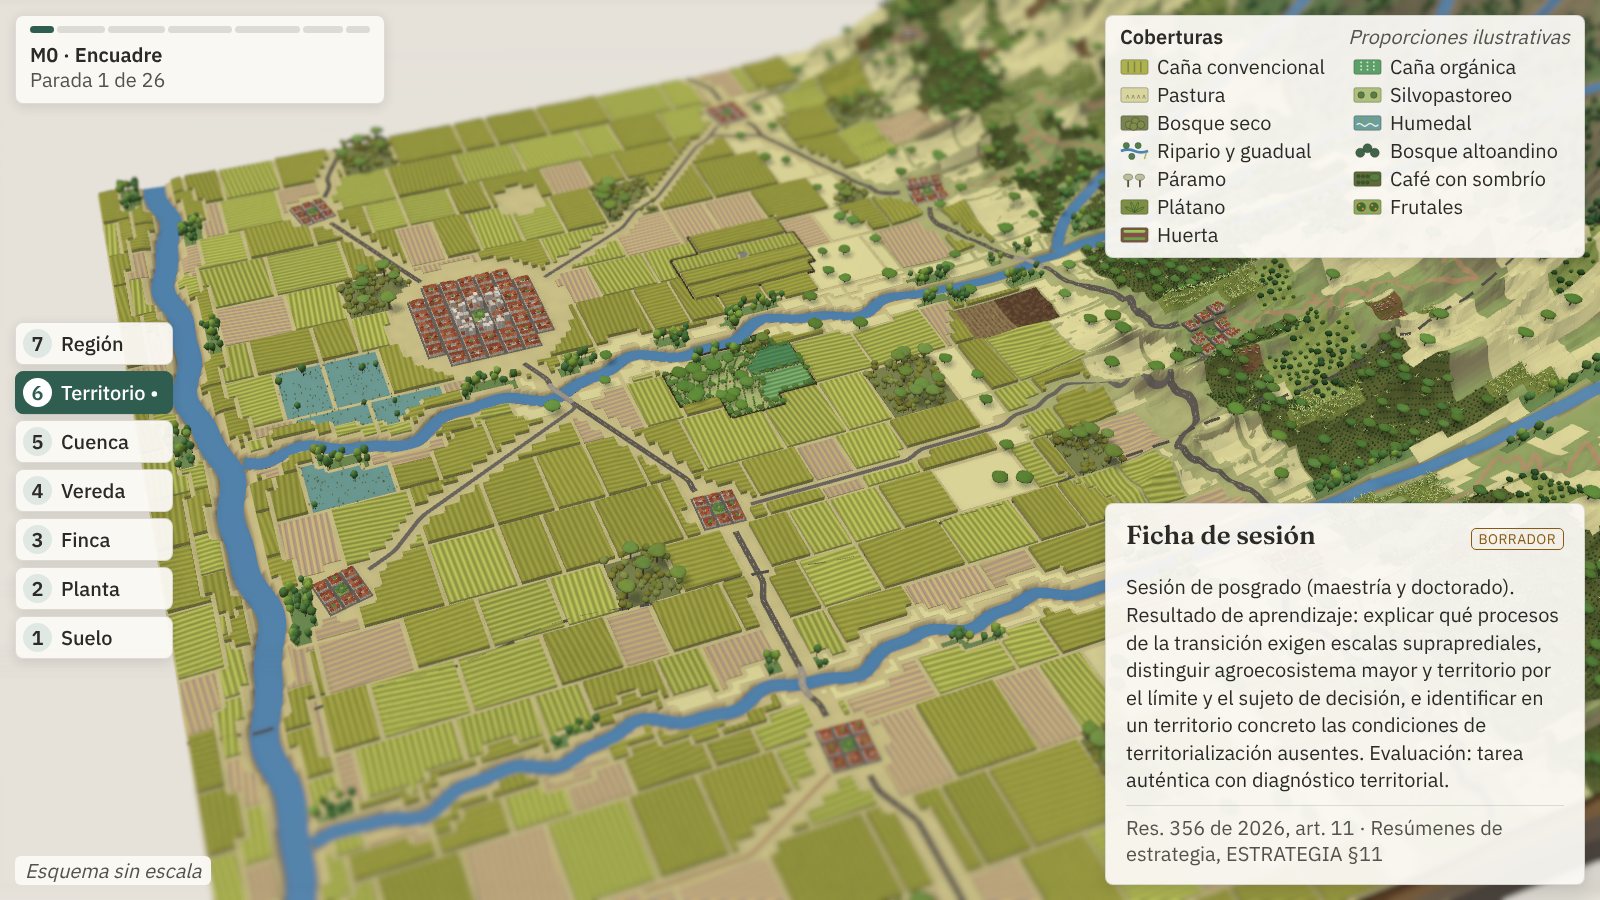 M0 · Encuadre
Parada 1 de 26
Coberturas
Proporciones ilustrativas
Caña convencional
Caña orgánica
Pastura
Silvopastoreo
Bosque seco
Humedal
Ripario y guadual
Bosque altoandino
Páramo
Café con sombrío
Plátano
Frutales
Huerta
7 Región
6 Territorio •
5 Cuenca
4 Vereda
3 Finca
2 Planta
1 Suelo
Ficha de sesión
BORRADOR
Sesión de posgrado (maestría y doctorado).
Resultado de aprendizaje: explicar qué procesos
de la transición exigen escalas supraprediales,
distinguir agroecosistema mayor y territorio por
el límite y el sujeto de decisión, e identificar en
un territorio concreto las condiciones de
territorialización ausentes. Evaluación: tarea
auténtica con diagnóstico territorial.
Res. 356 de 2026, art. 11 · Resúmenes de
estrategia, ESTRATEGIA §11
Esquema sin escala